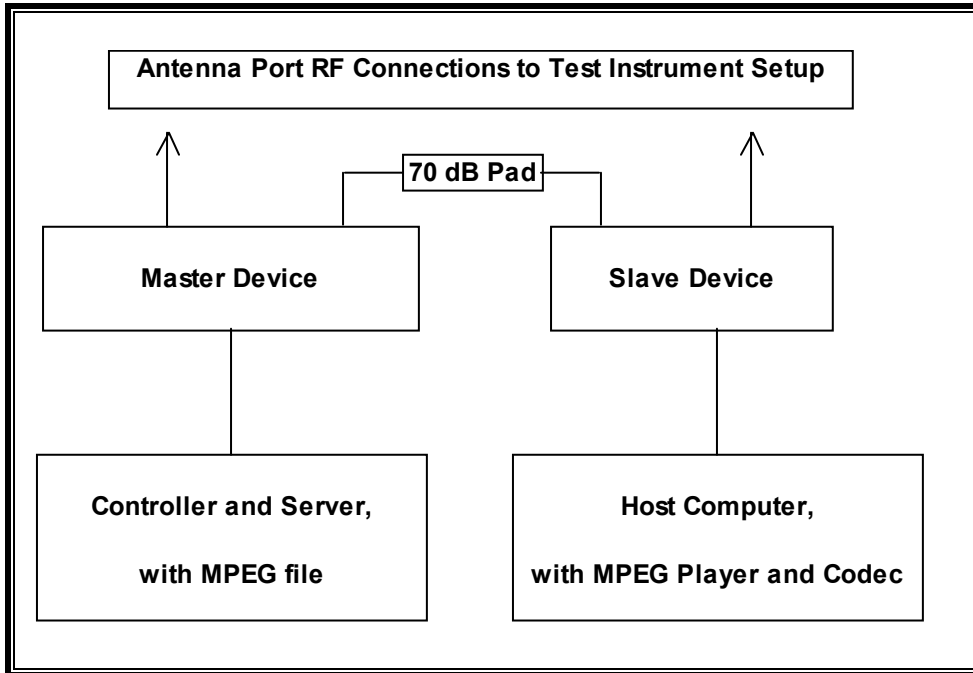 Antenna Port RF Connections to Test Instrument Setup
70 dB Pad
Master Device
Slave Device
Controller and Server,
with MPEG file
Host Computer,
with MPEG Player and Codec